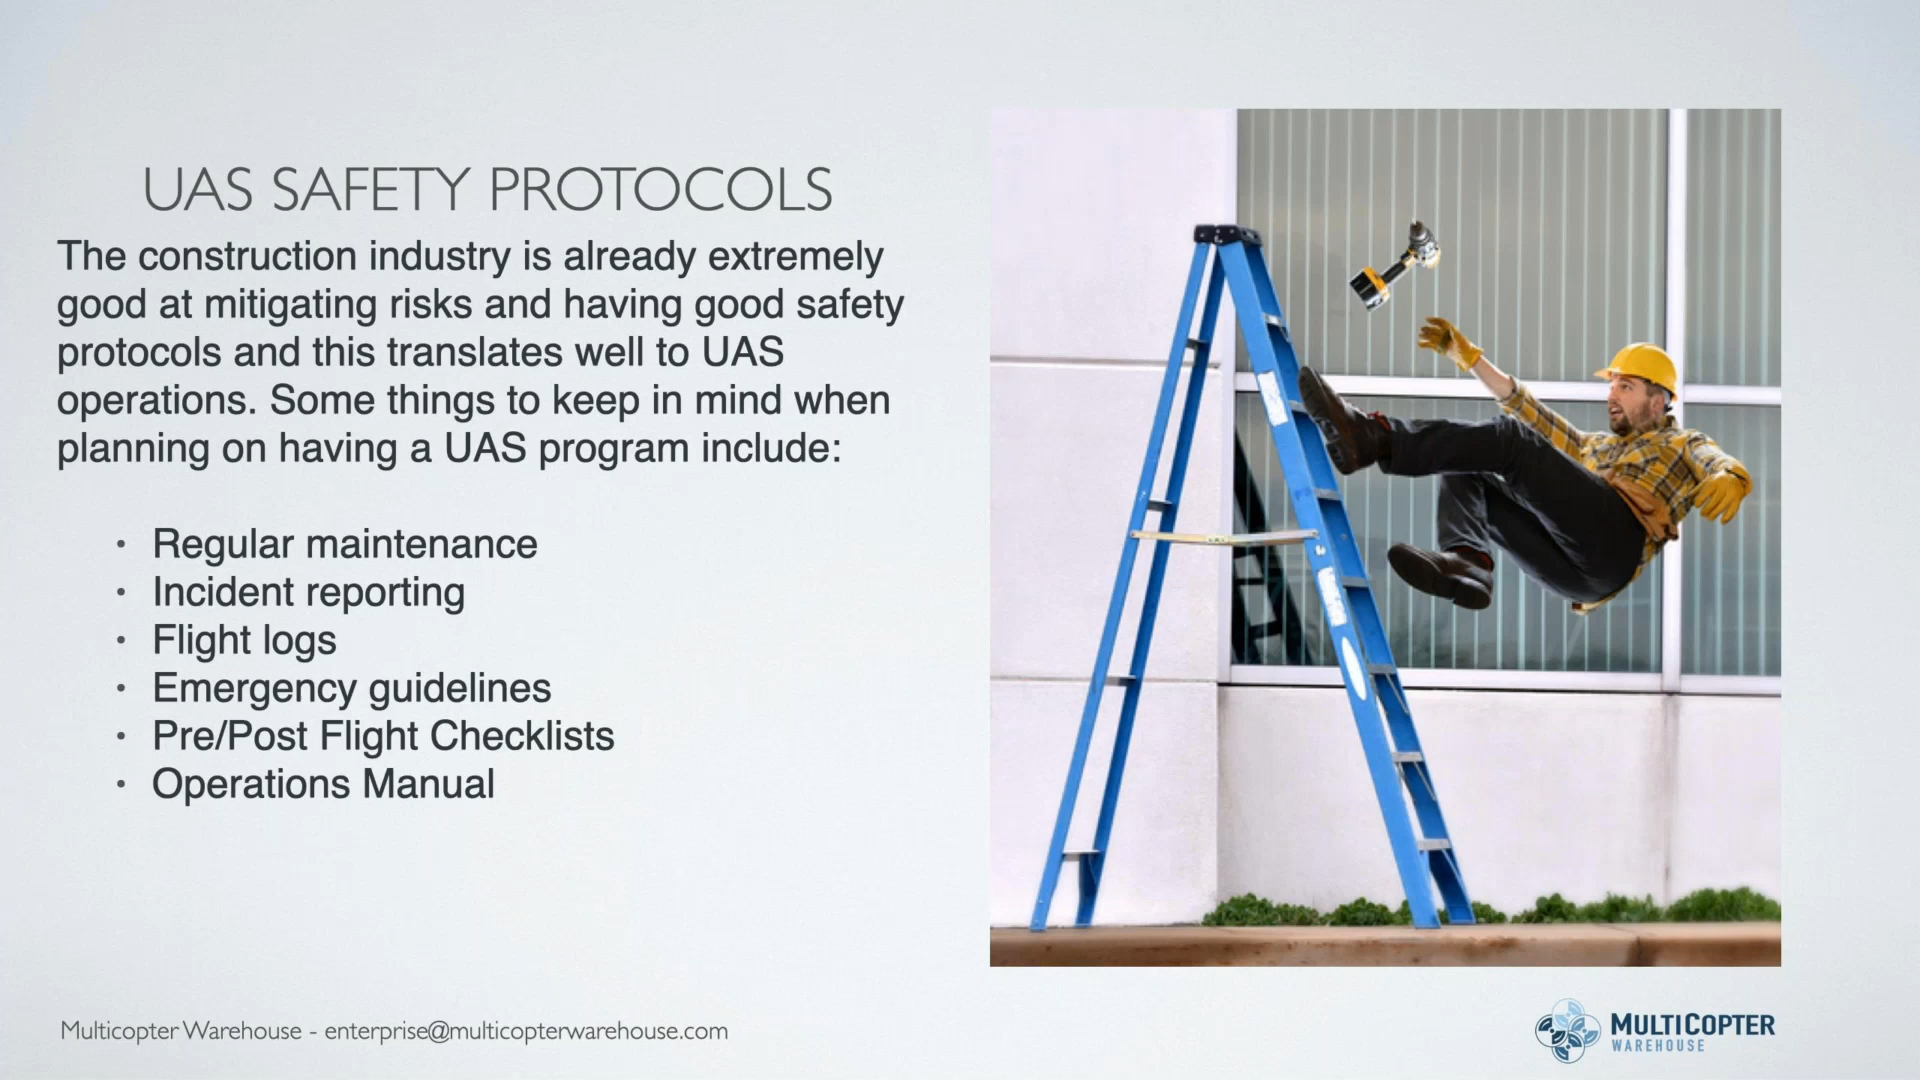 UAS SAFETY PROTOCOLS
The construction industry is already extremely
good at mitigating risks and having good safety
protocols and this translates well to UAS
operations. Some things to keep in mind when
planning on having a UAS program include:
• Regular maintenance
• Incident reporting
• Flight logs
• Emergency guidelines
• Pre/Post Flight Checklists
• Operations Manual
Multicopter Warehouse - enterprise@multicopterwarehouse.com
MULTICOPTER
WAREHOUSE